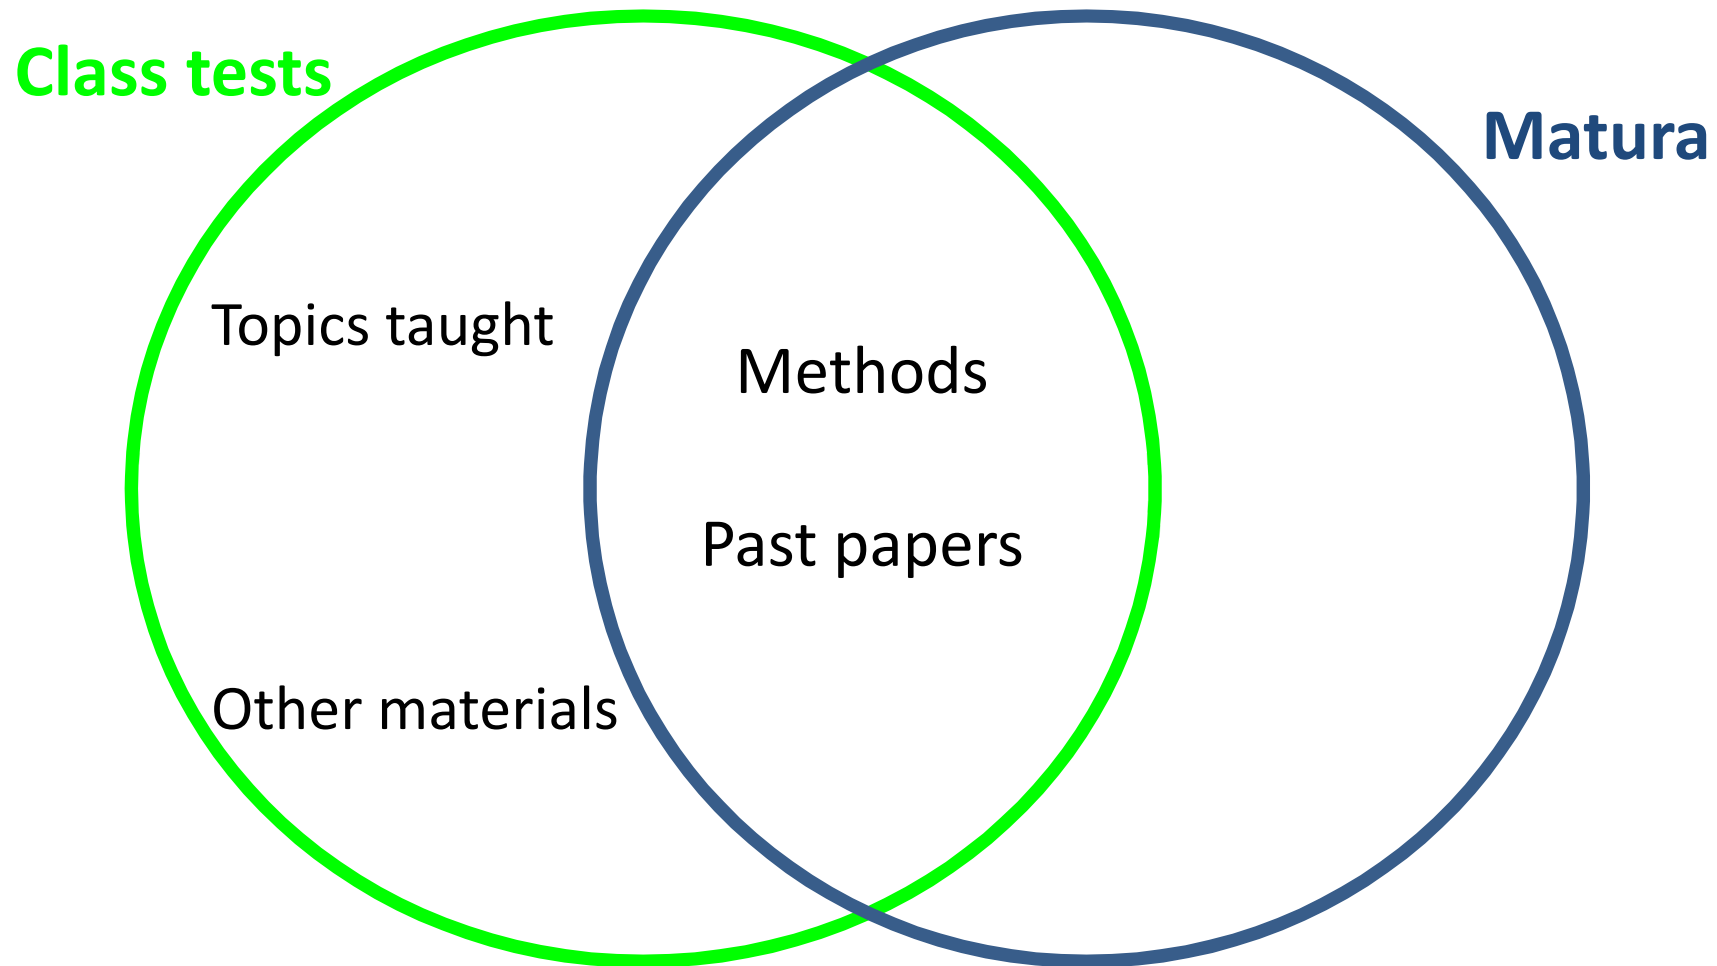 Class tests
Matura
Topics taught
Methods
Past papers
Other materials